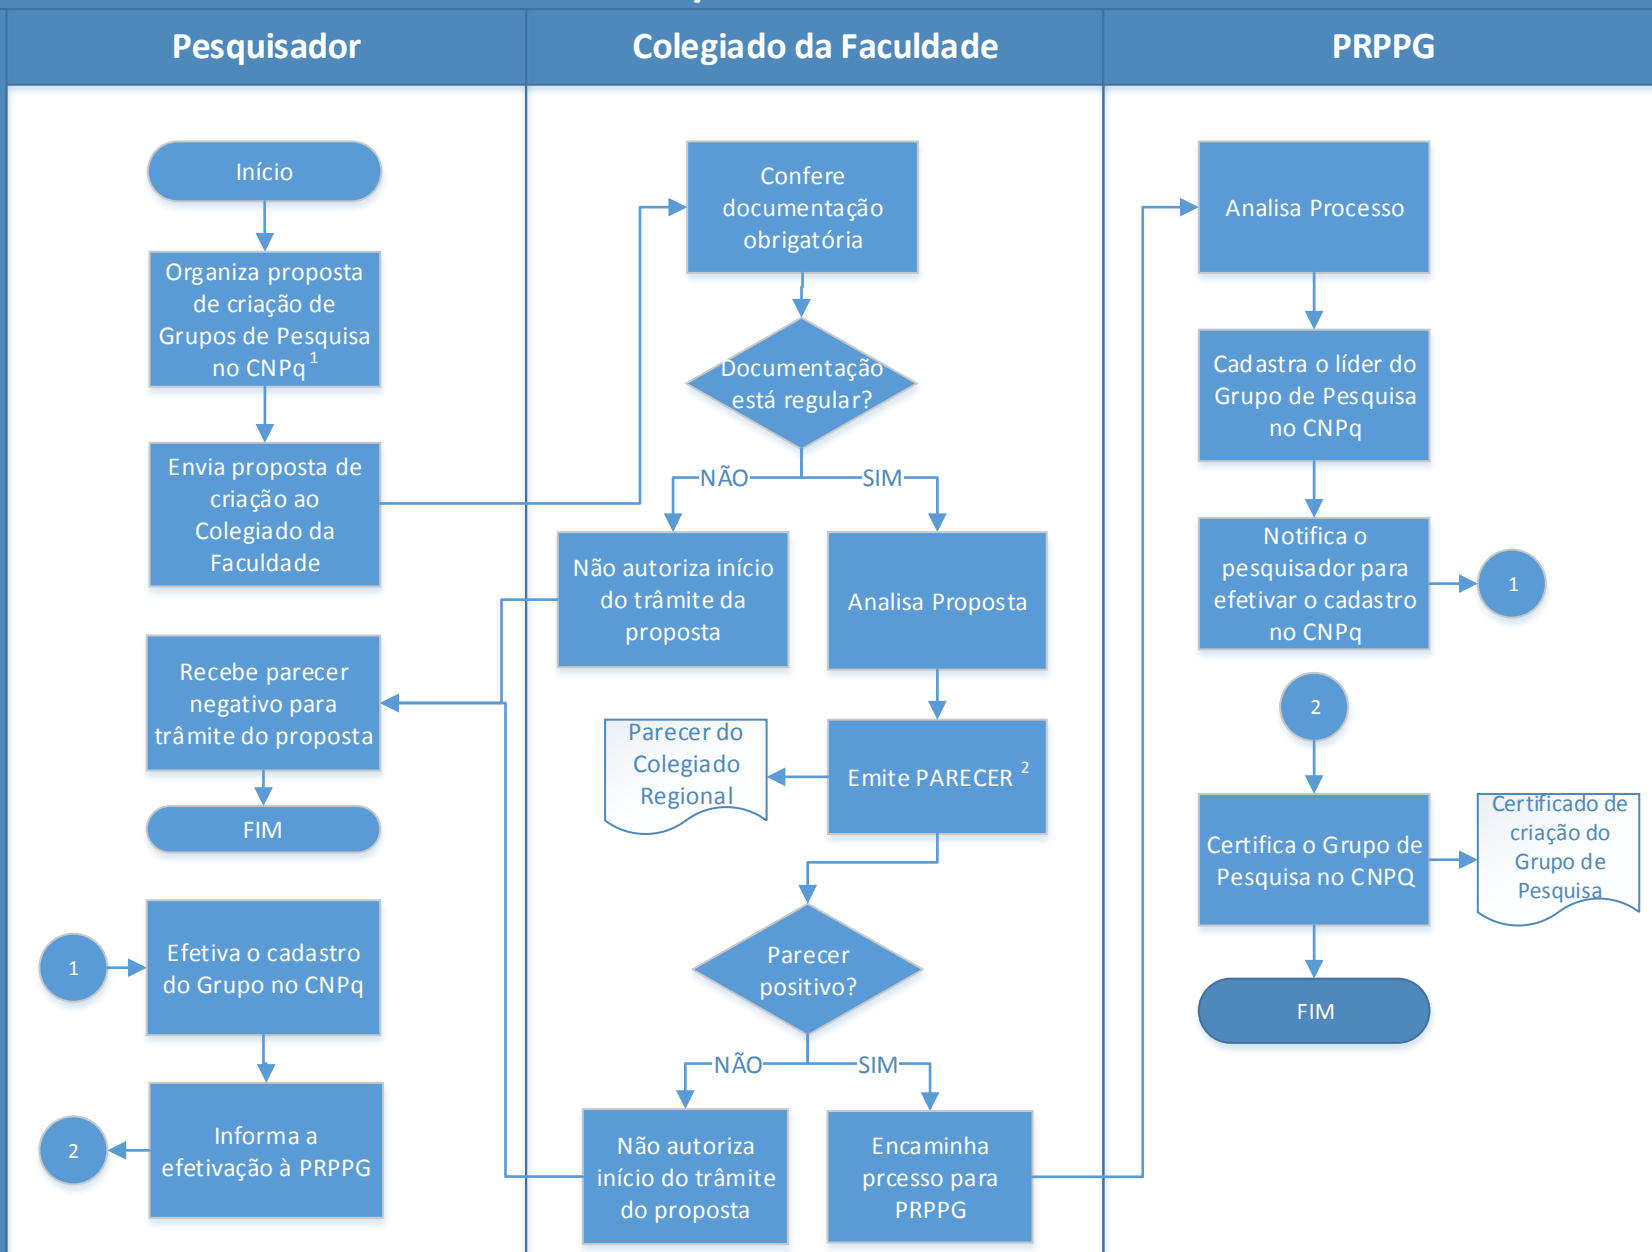 Pesquisador
Colegiado da Faculdade
PRPPG
Início
Organiza proposta
de criação de
Grupos de Pesquisa
no CNPq 1
Envia proposta de
criação ao
Colegiado da
Faculdade
Recebe parecer
negativo para
trâmite do proposta
FIM
1
Efetiva o cadastro
do Grupo no CNPq
Informa a
efetivação à PRPPG
2
Confere
documentação
obrigatória
Documentação
está regular?
NÃO
SIM
Não autoriza início
do trâmite da
proposta
Analisa Proposta
Parecer do
Colegiado
Regional
Emite PARECER 2
Parecer
positivo?
NÃO
SIM
Não autoriza
início do trâmite
do proposta
Encaminha
prcesso para
PRPPG
Analisa Processo
Cadastra o líder do
Grupo de Pesquisa
no CNPq
Notifica o
pesquisador para
efetivar o cadastro
no CNPq
1
2
Certifica o Grupo de
Pesquisa no CNPQ
Certificado de
criação do
Grupo de
Pesquisa
FIM